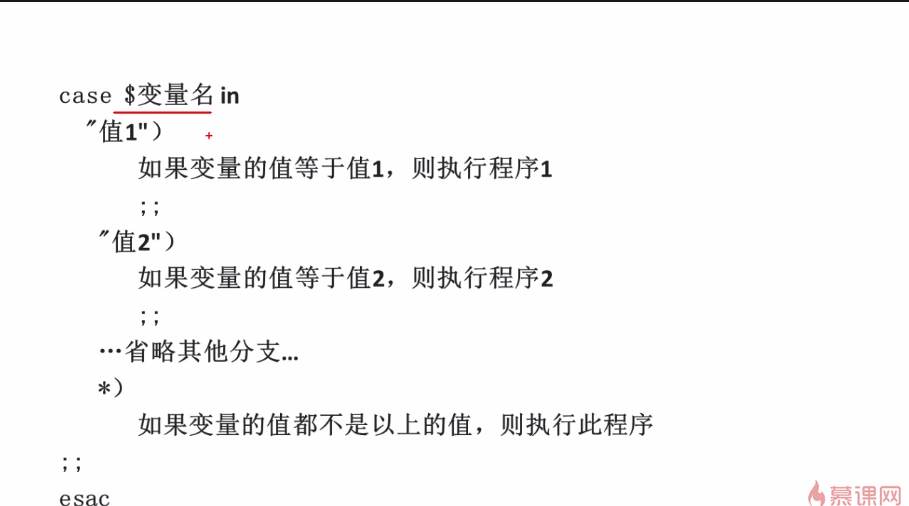 case $变量名 in
"值1"）
如果变量的值等于值1，则执行程序1
;;
"值2"）
如果变量的值等于值2，则执行程序2
;;
…省略其他分支…
*）
如果变量的值都不是以上的值，则执行此程序
;;
esac
慕课网